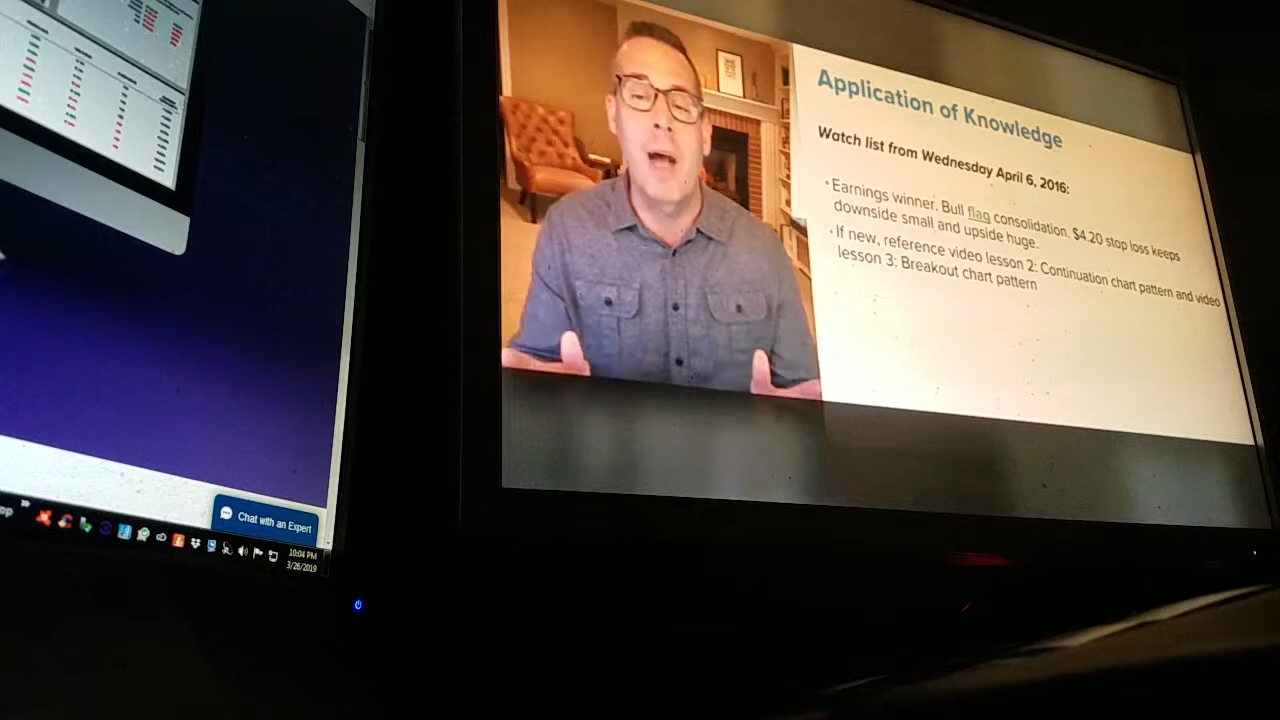 Application of Knowledge
Watch list from Wednesday April 6, 2016:
• Earnings winner. Bull flag consolidation. $4.20 stop loss keeps
downside small and upside huge.
• If new, reference video lesson 2: Continuation chart pattern and video
lesson 3: Breakout chart pattern
Chat with an Expert
10:04 PM
3/26/2019